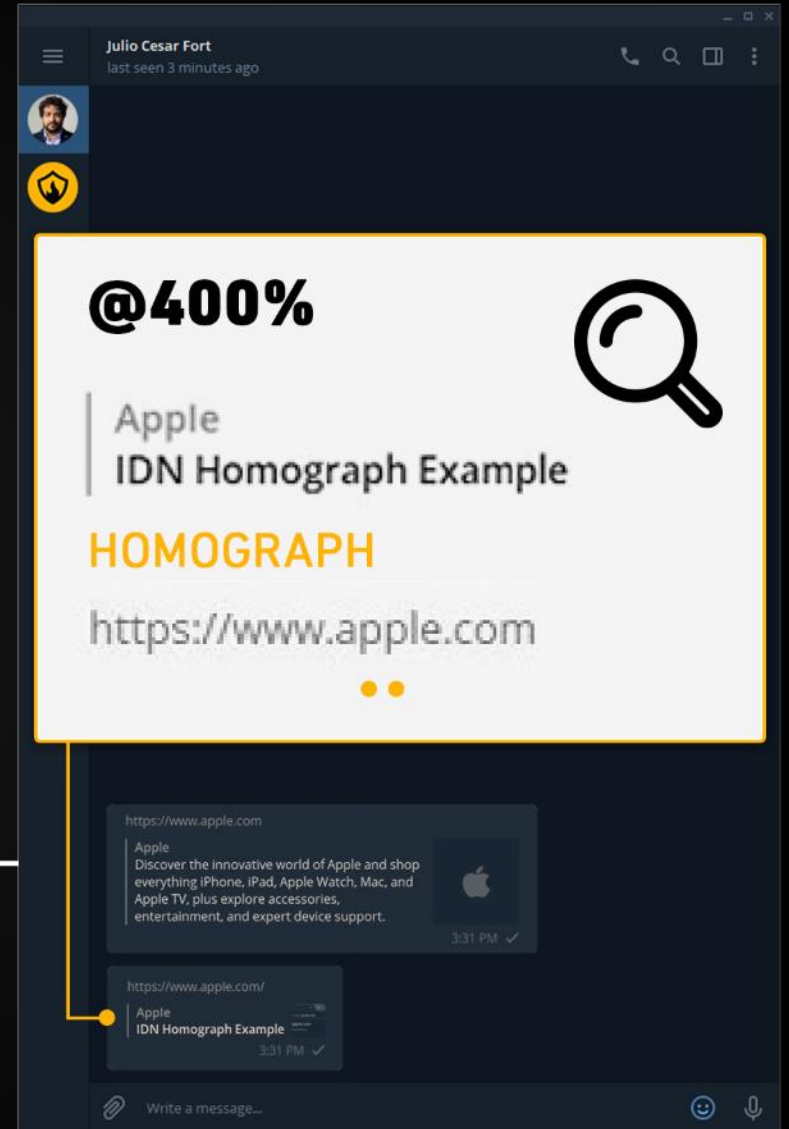 Julio Cesar Fort
last seen 3 minutes ago
@400%
Apple
IDN Homograph Example
HOMOGRAPH
https://www.apple.com
https://www.apple.com
Apple
Discover the innovative world of Apple and shop
everything iPhone, iPad, Apple Watch, Mac, and
Apple TV, plus explore accessories,
entertainment, and expert device support.
3:31 PM
https://www.apple.com/
Apple
IDN Homograph Example
3:31 PM
Write a message...